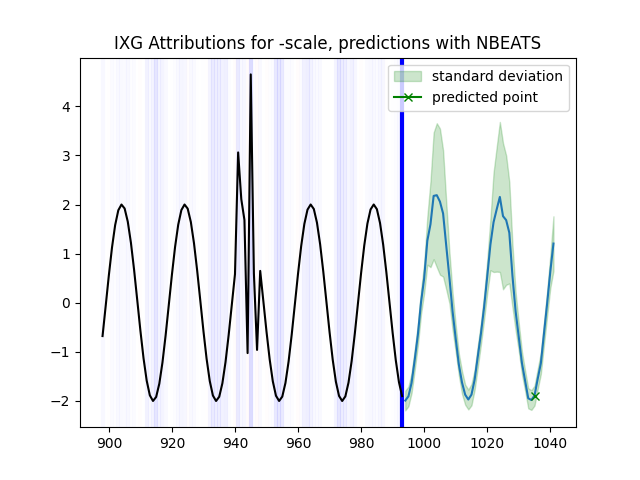 IXG Attributions for -scale, predictions with NBEATS
standard deviation
predicted point
4
3
2
1
0
−1
−2
900 920 940 960 980 1000 1020 1040